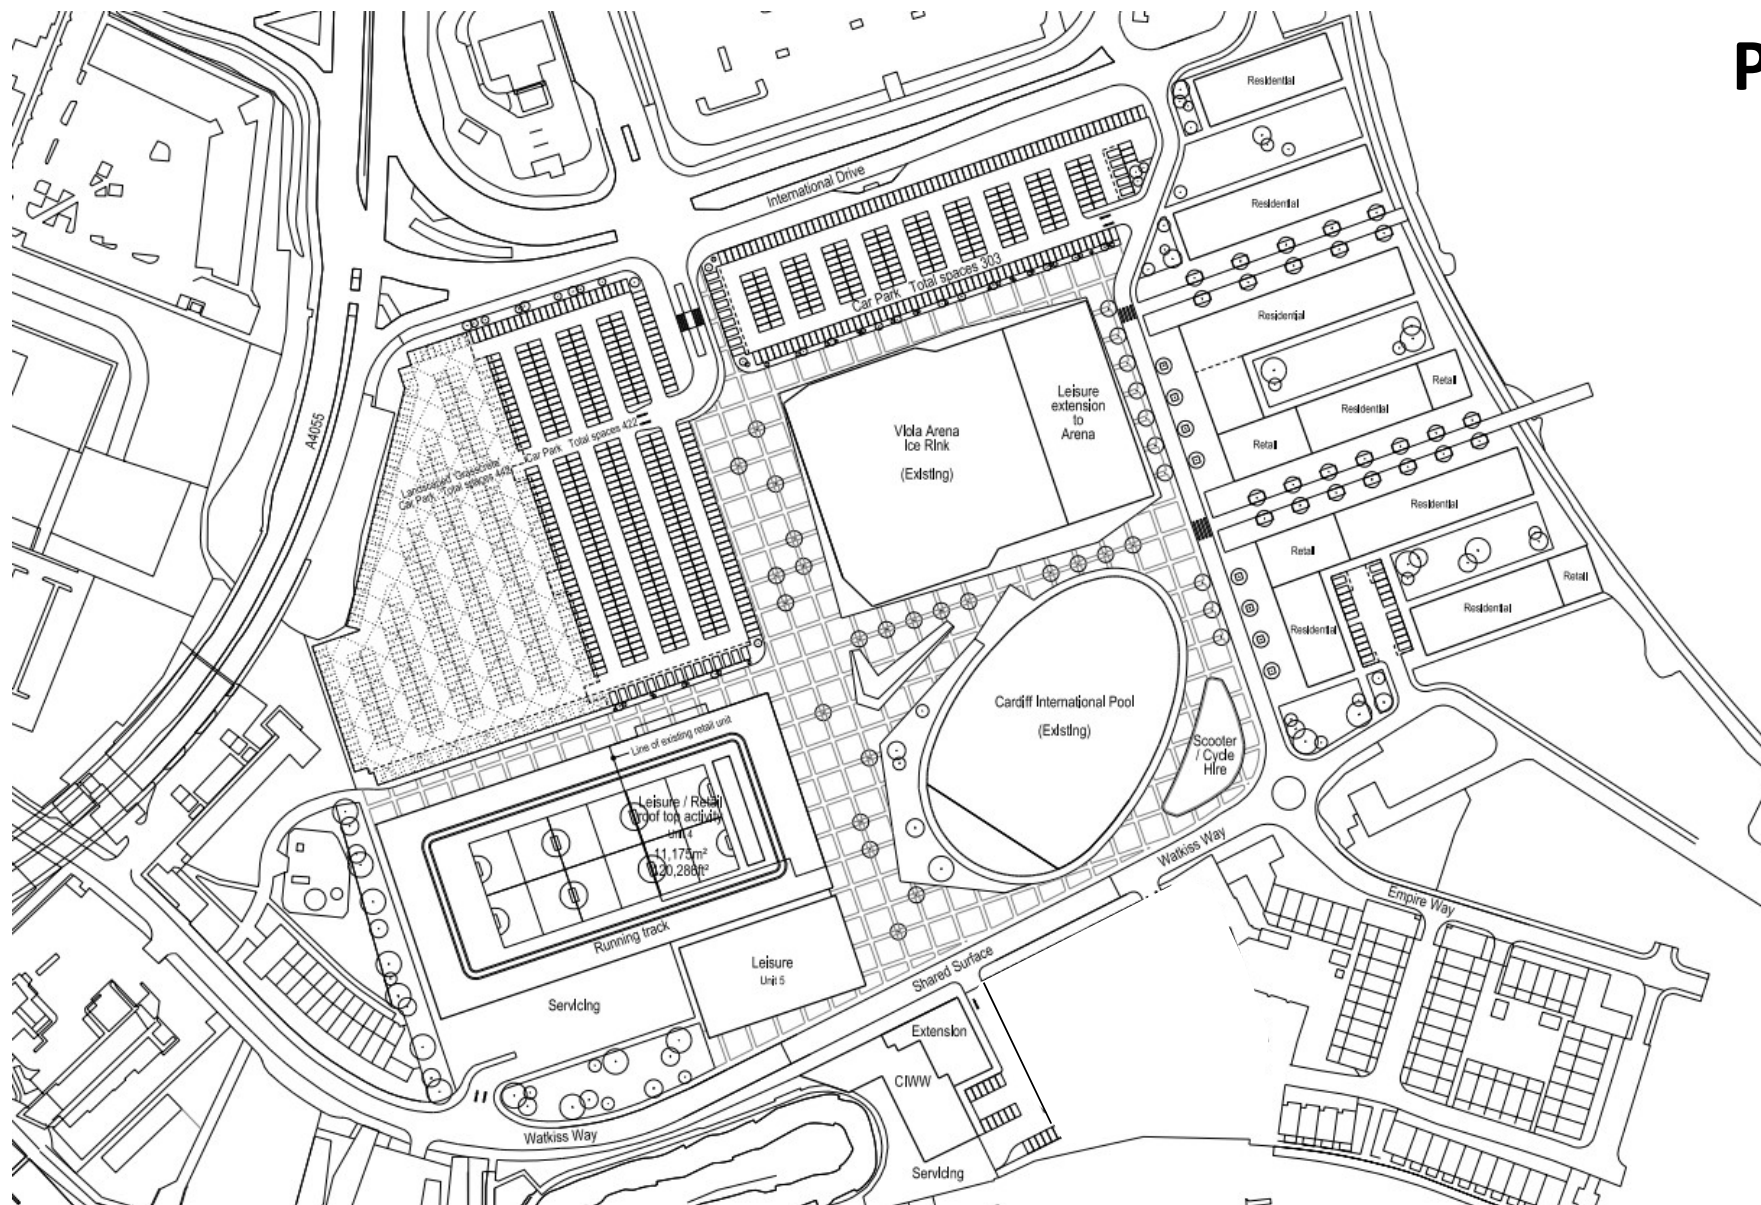 P
Residential
International Drive
Residential
Car Park Total spaces 303
Residential
A4055
Leisure
extension
to
Arena
Retail
Residential
Viola Arena
Ice Rink
(Existing)
Retail
Car Park Total spaces 422
Landscaped 'Grasscrete'
Car Park Total spaces
Residential
Retail
Retail
Residential
Residential
Cardiff International Pool
(Existing)
Line of existing retail unit
Scooter
/ Cycle
Hire
Leisure / Retail
roof top activity
Unit 4
11,175m²
120,286ft²
Watkiss Way
Empire Way
Running track
Leisure
Unit 5
Shared Surface
Servicing
Extension
CIWW
Watkiss Way
Servicing